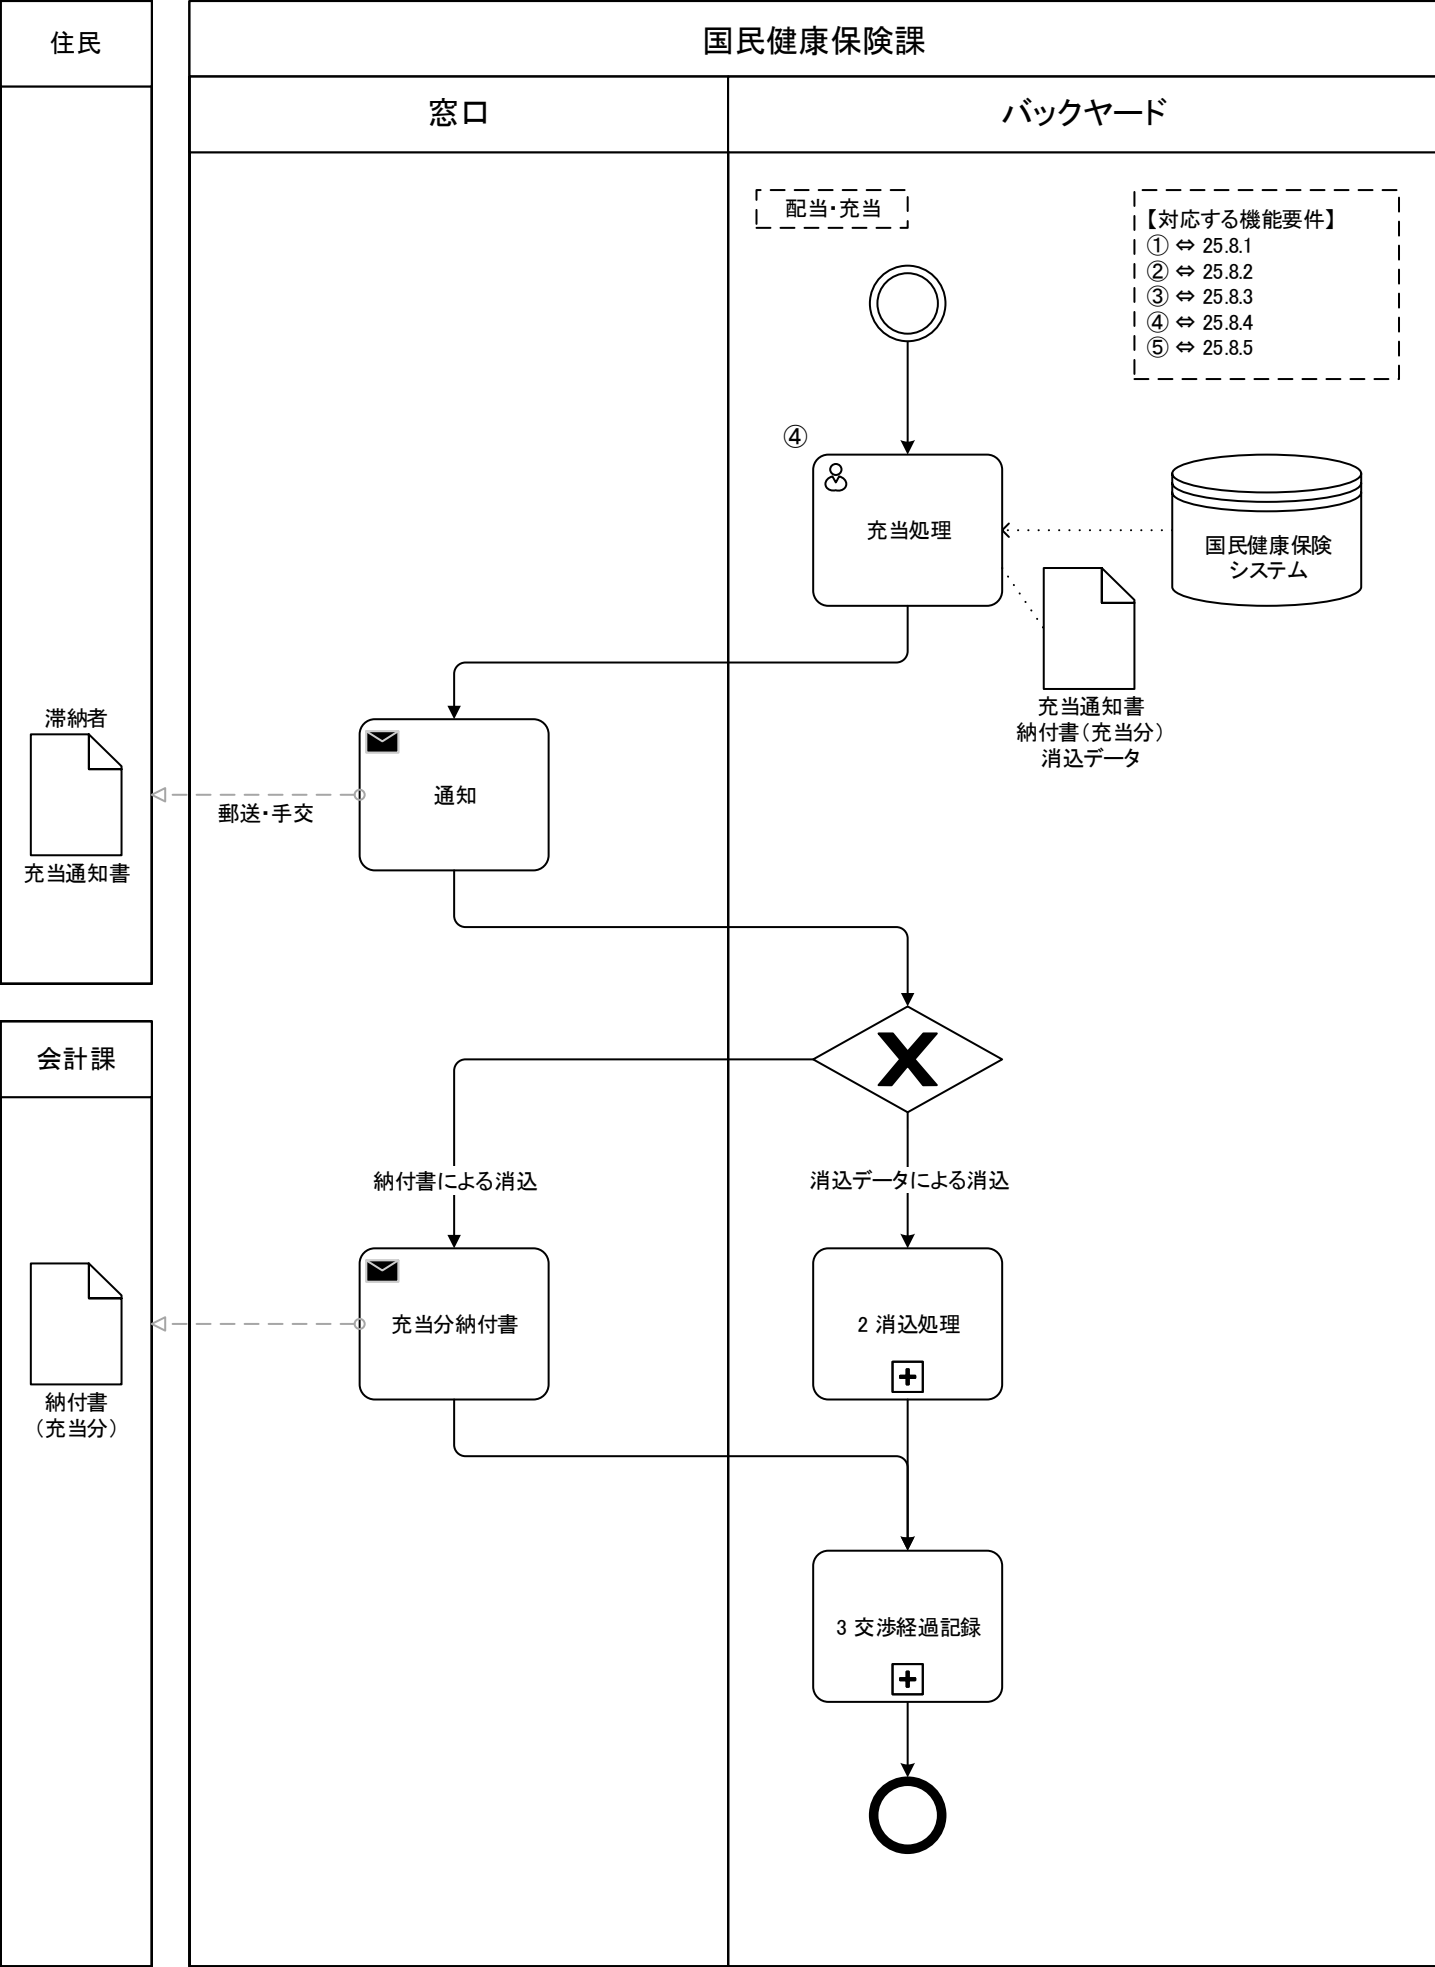 住民
国民健康保険課
窓口
バックヤード
配当・充当
【対応する機能要件】
① ⇔ 25.8.1
② ⇔ 25.8.2
③ ⇔ 25.8.3
④ ⇔ 25.8.4
⑤ ⇔ 25.8.5
④
充当処理
国民健康保険
システム
充当通知書
納付書（充当分）
消込データ
滞納者
充当通知書
郵送・手交
通知
会計課
納付書による消込
消込データによる消込
充当分納付書
2 消込処理
納付書
（充当分）
3 交渉経過記録